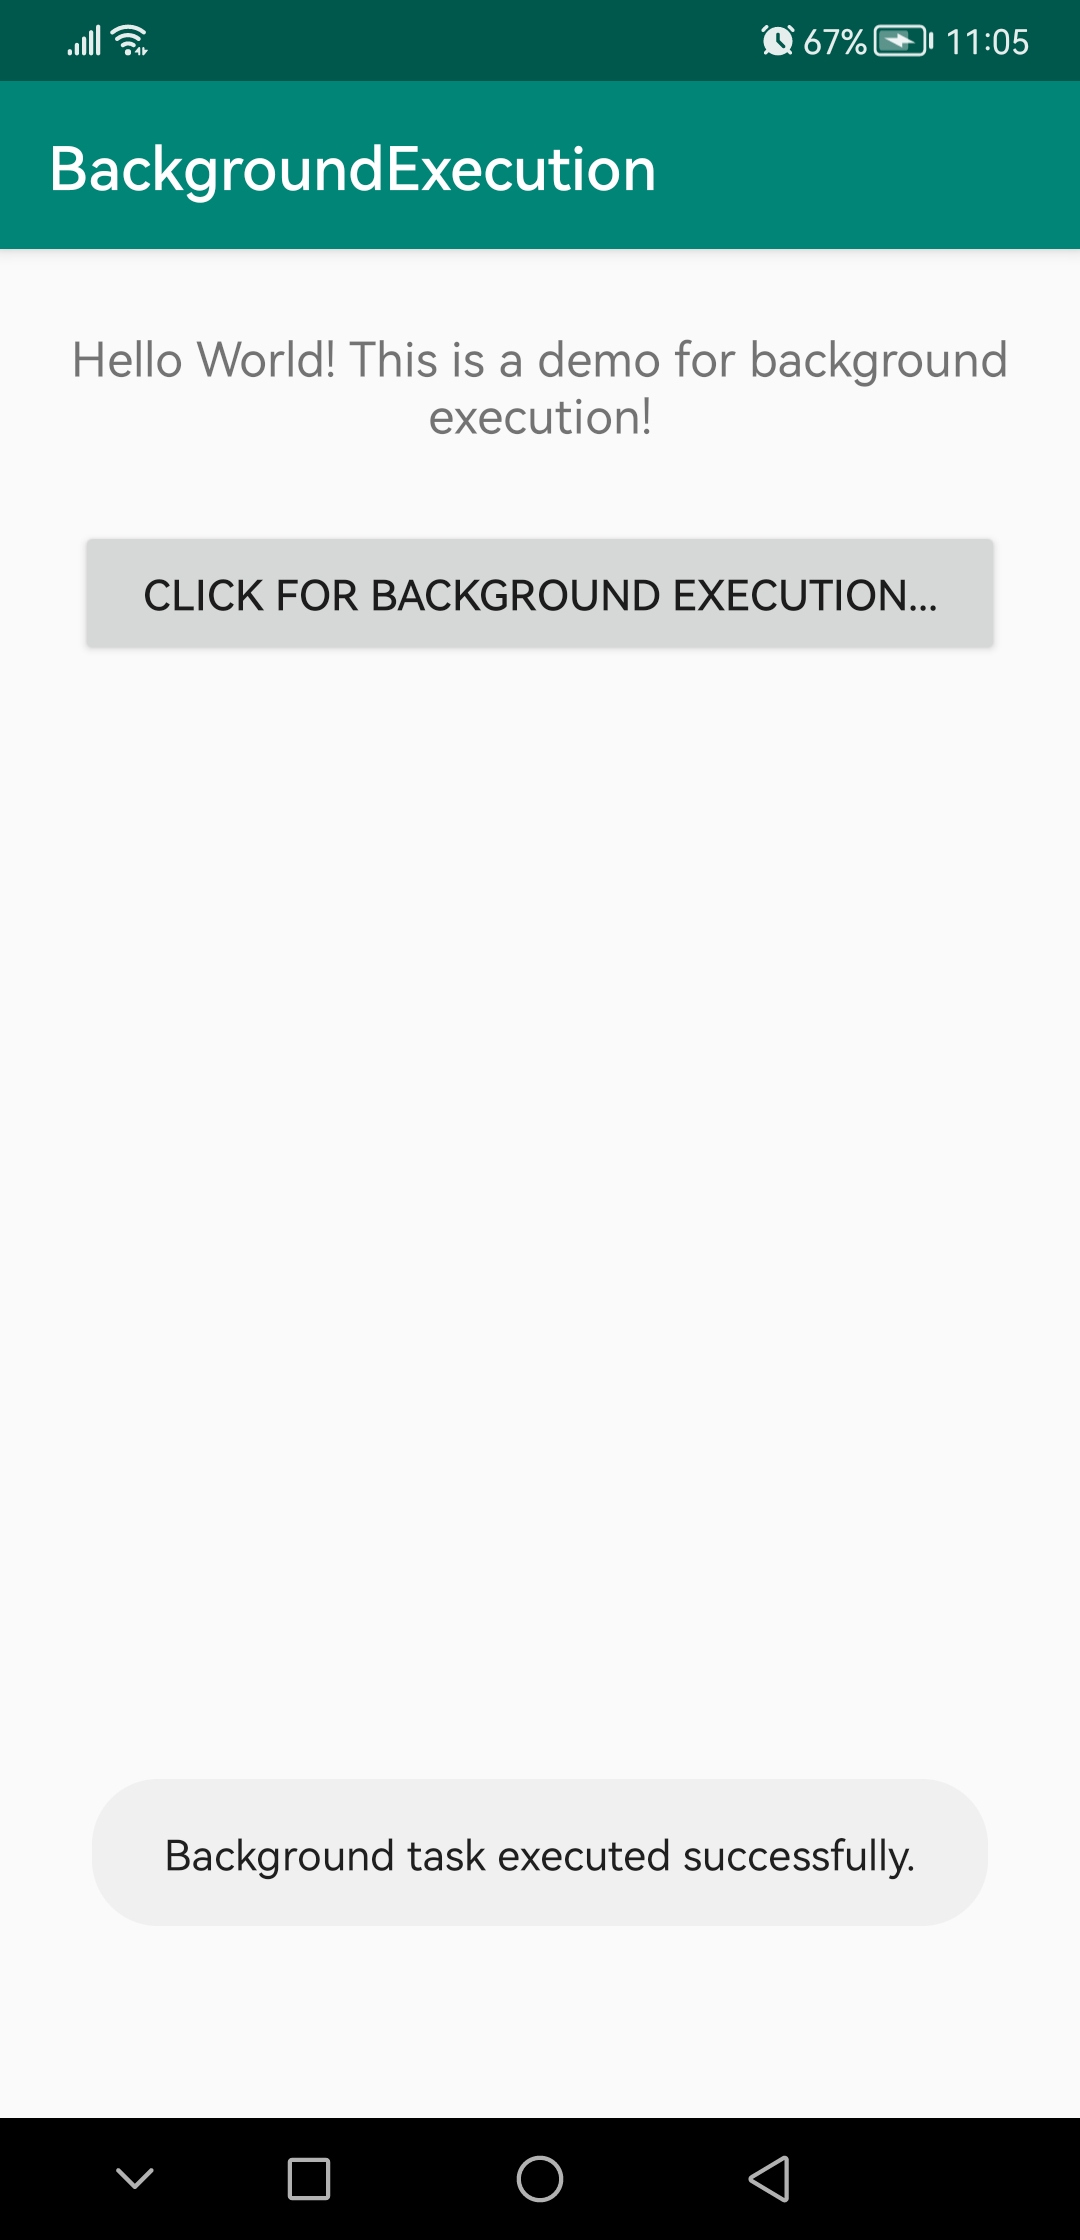 67% 11:05
BackgroundExecution
Hello World! This is a demo for background
execution!
CLICK FOR BACKGROUND EXECUTION...
Background task executed successfully.